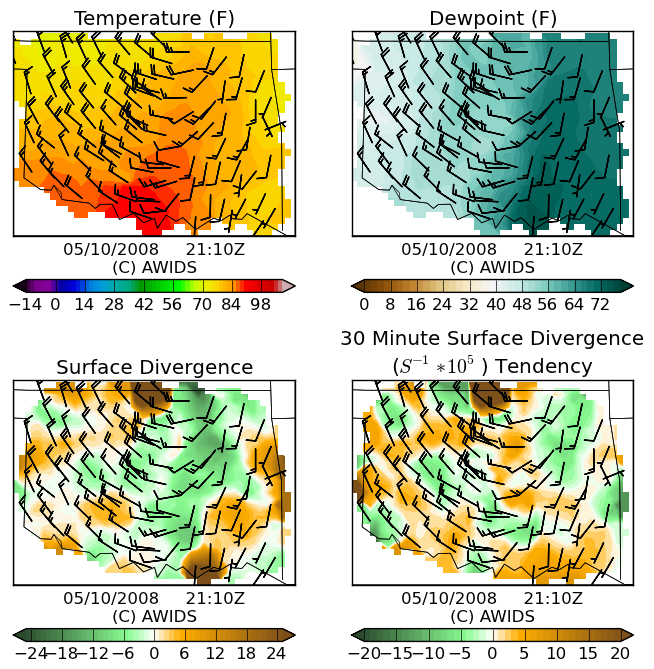 Temperature (F)
05/10/2008 21:10Z
(C) AWIDS
−14 0 14 28 42 56 70 84 98
Dewpoint (F)
05/10/2008 21:10Z
(C) AWIDS
0 8 16 24 32 40 48 56 64 72
Surface Divergence
05/10/2008 21:10Z
(C) AWIDS
−24 −18 −12 −6 0 6 12 18 24
30 Minute Surface Divergence
(S⁻¹ *10⁵ ) Tendency
05/10/2008 21:10Z
(C) AWIDS
−20 −15 −10 −5 0 5 10 15 20